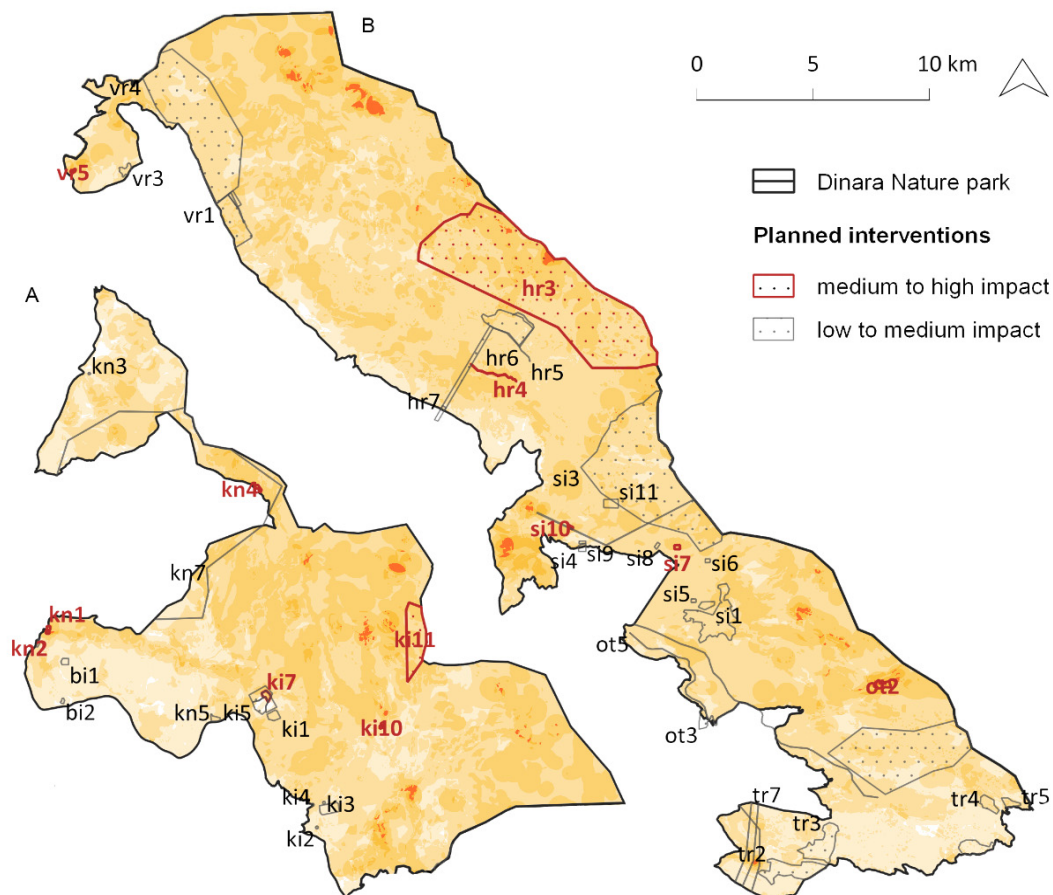 B
0 5 10 km
Dinara Nature park
Planned interventions
medium to high impact
low to medium impact
vr4
vr5
vr3
vr1
A
hr3
kn3
hr6
hr5
hr4
hr7
si3
si11
kn4
si10
si4
si9
si8
si7
si6
kn7
si5
si1
kn1
kn2
ot5
ki11
bi1
ki7
ot2
bi2
kn5
ki5
ki1
ki10
ot3
ki4
ki3
ki2
tr7
tr3
tr4
tr5
tr2